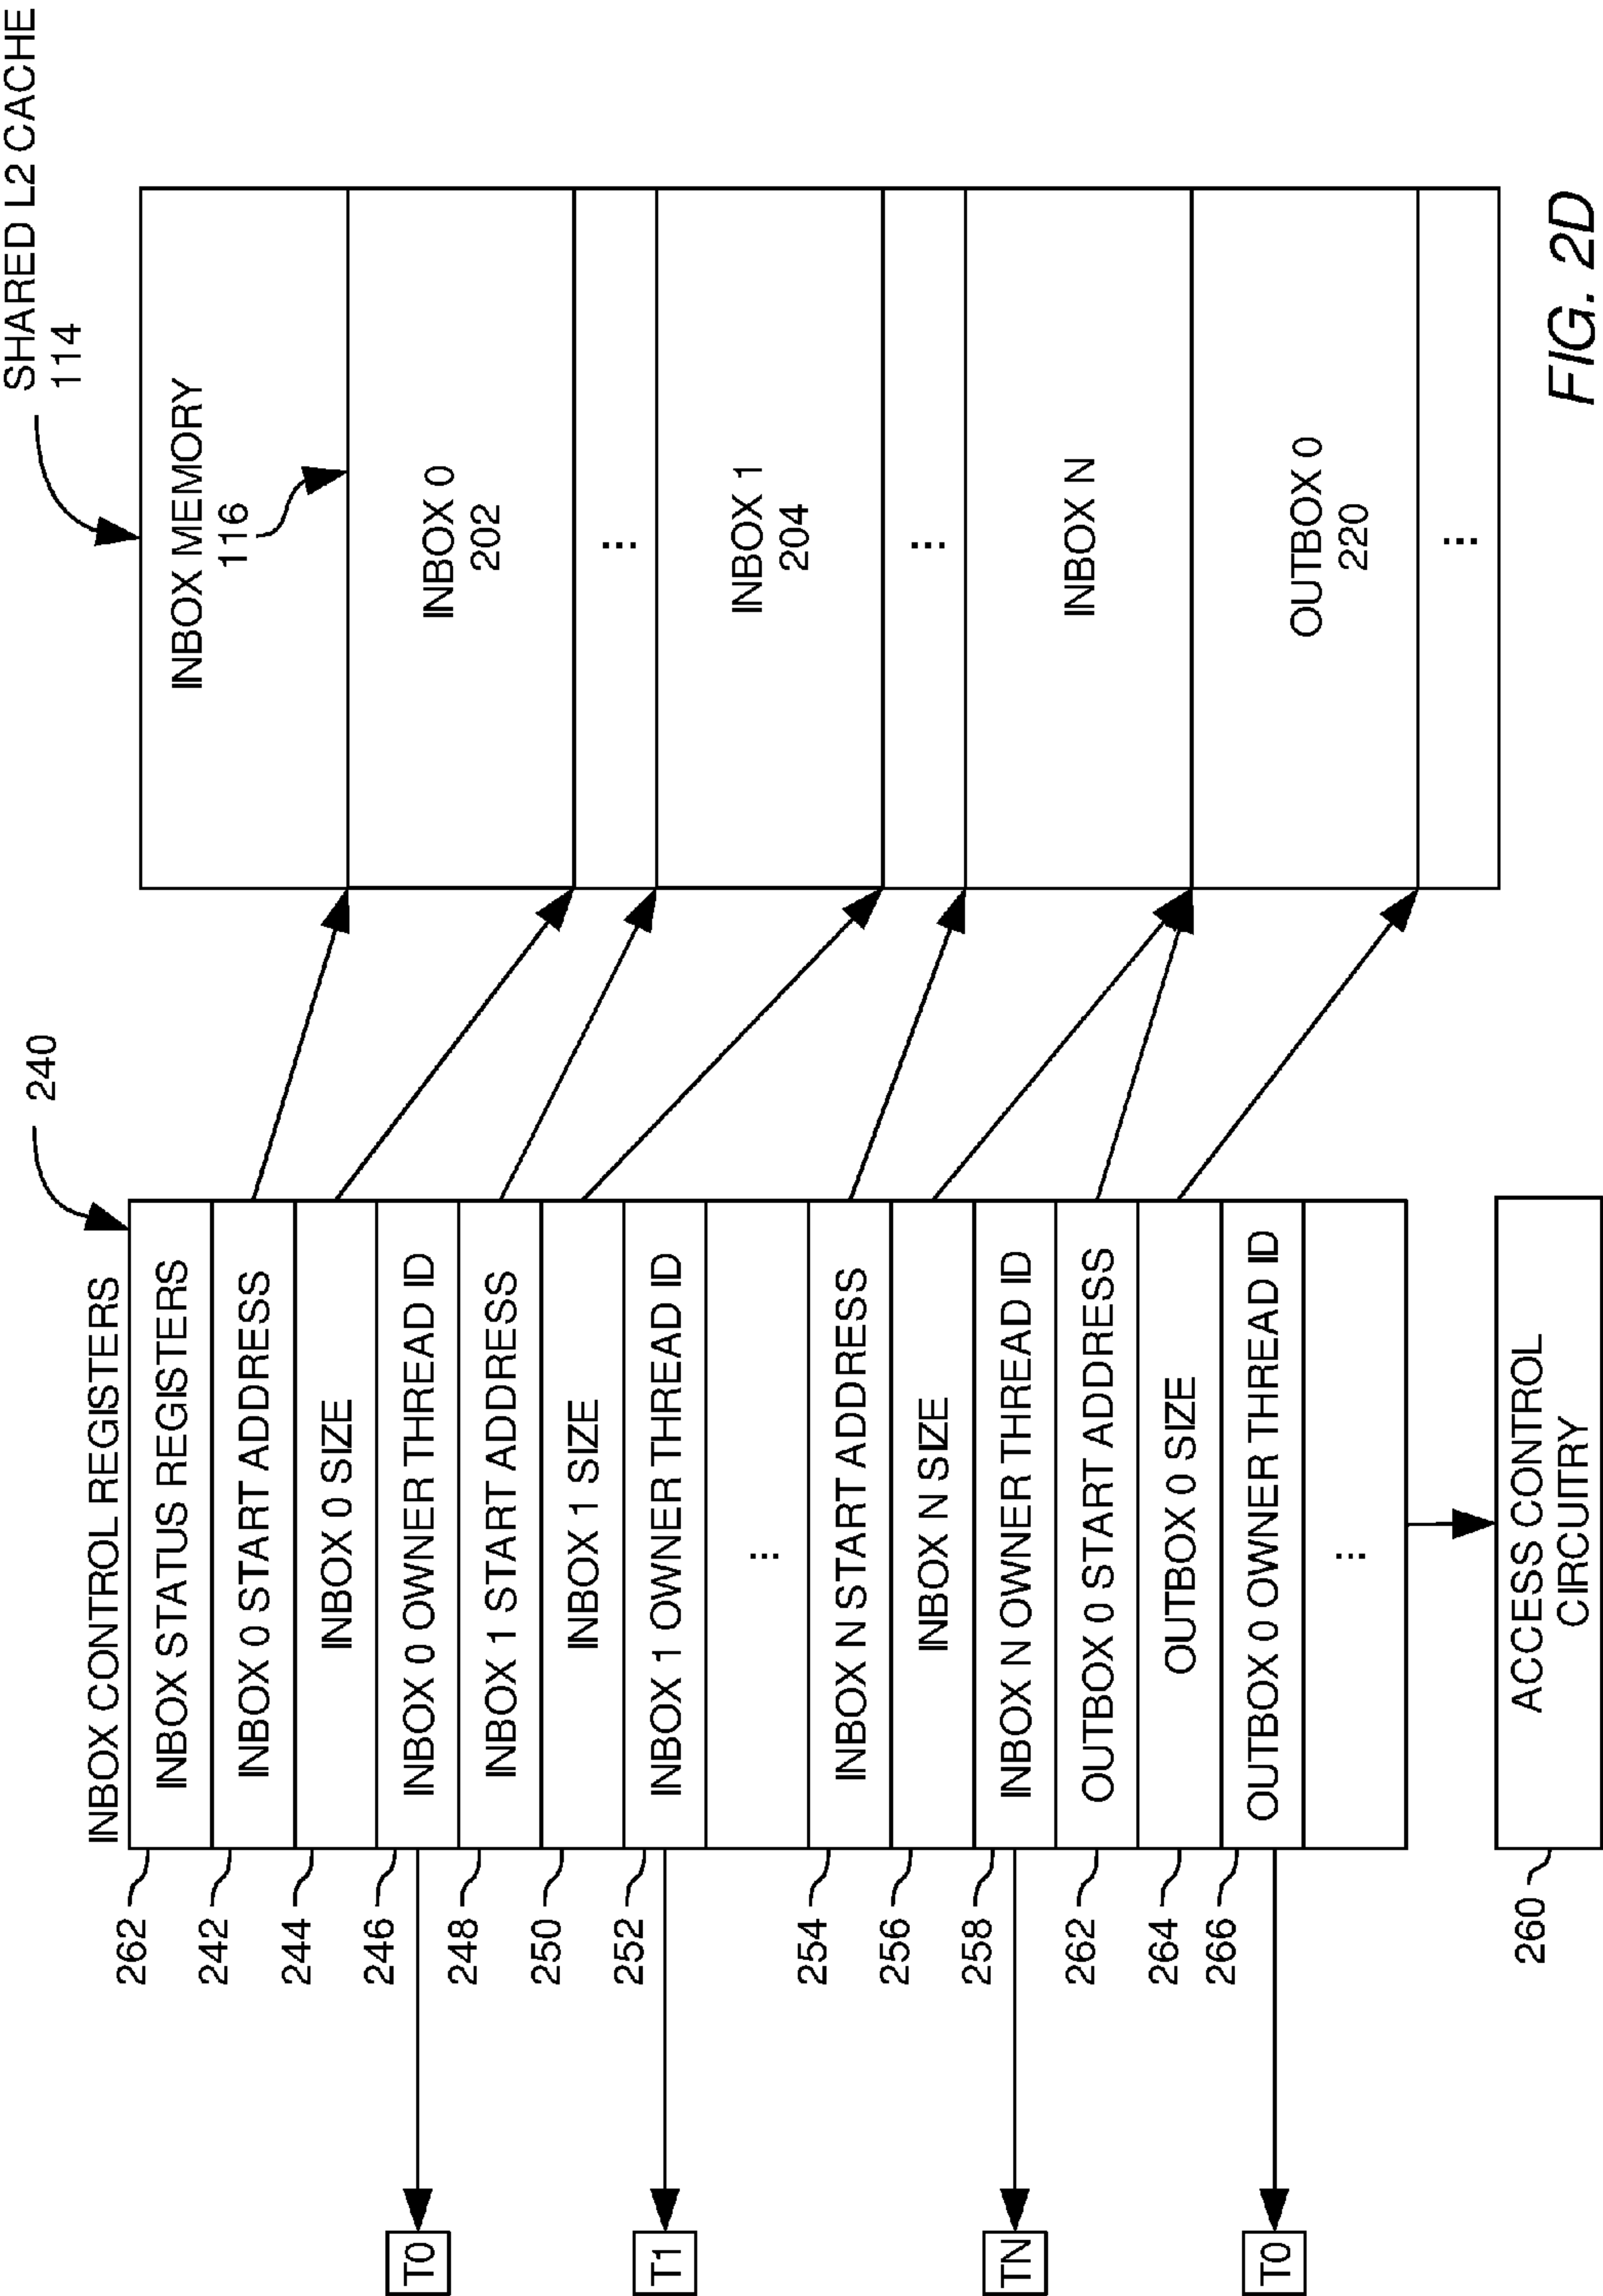 SHARED L2 CACHE
114
240
INBOX CONTROL REGISTERS
262
INBOX STATUS REGISTERS
242
INBOX 0 START ADDRESS
244
INBOX 0 SIZE
246
INBOX 0 OWNER THREAD ID
T0
248
INBOX 1 START ADDRESS
250
INBOX 1 SIZE
252
INBOX 1 OWNER THREAD ID
T1
...
254
INBOX N START ADDRESS
256
INBOX N SIZE
258
INBOX N OWNER THREAD ID
TN
262
OUTBOX 0 START ADDRESS
264
OUTBOX 0 SIZE
266
OUTBOX 0 OWNER THREAD ID
T0
...
260
ACCESS CONTROL
CIRCUITRY
INBOX MEMORY
116
INBOX 0
202
...
INBOX 1
204
...
INBOX N
OUTBOX 0
220
...
FIG. 2D